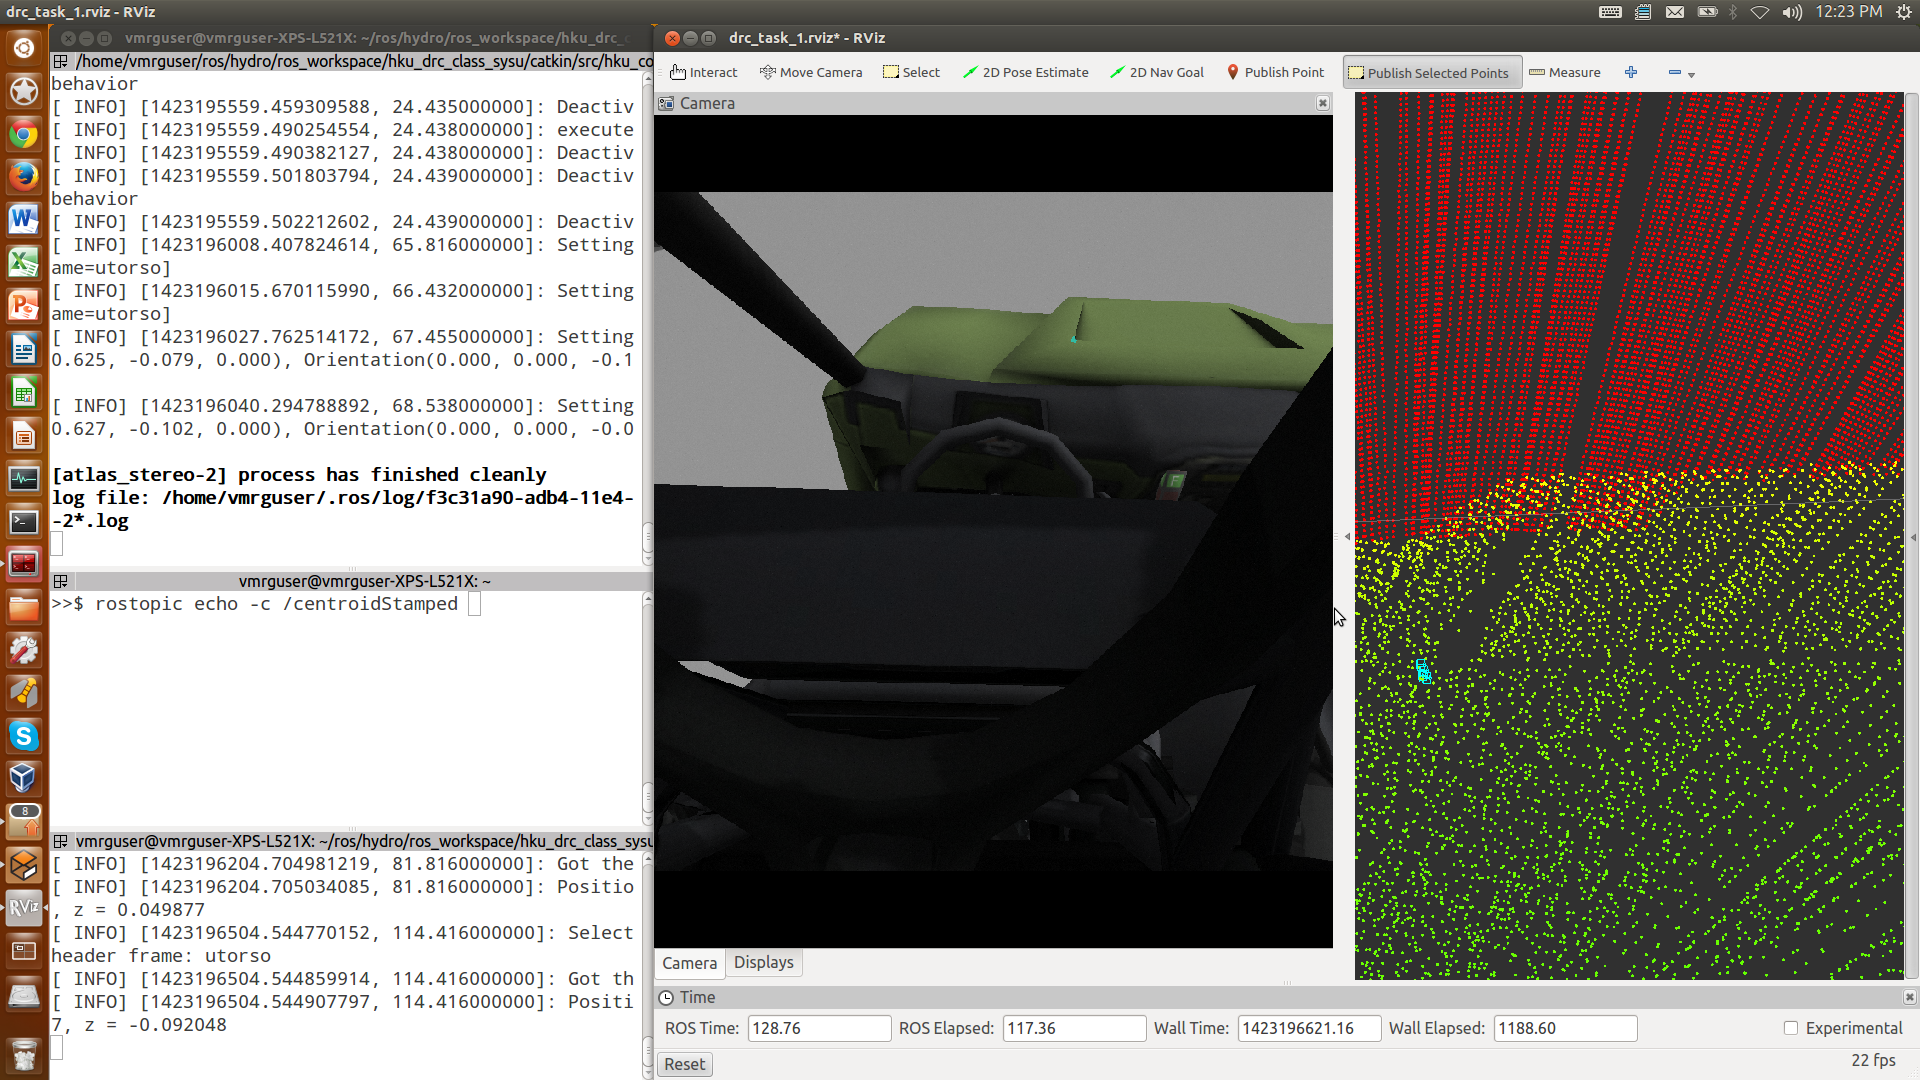 drc_task_1.rviz - RViz
12:23 PM
vmrguser@vmrguser-XPS-L521X: ~/ros/hydro/ros_workspace/hku_drc_c
/home/vmrguser/ros/hydro/ros_workspace/hku_drc_class_sysu/catkin/src/hku_co
behavior
[ INFO] [1423195559.459309588, 24.435000000]: Deactiv
[ INFO] [1423195559.490254554, 24.438000000]: execute
[ INFO] [1423195559.490382127, 24.438000000]: Deactiv
[ INFO] [1423195559.501803794, 24.439000000]: Deactiv
behavior
[ INFO] [1423195559.502212602, 24.439000000]: Deactiv
[ INFO] [1423196008.407824614, 65.816000000]: Setting
ame=utorso]
[ INFO] [1423196015.670115990, 66.432000000]: Setting
ame=utorso]
[ INFO] [1423196027.762514172, 67.455000000]: Setting
0.625, -0.079, 0.000), Orientation(0.000, 0.000, -0.1
[ INFO] [1423196040.294788892, 68.538000000]: Setting
0.627, -0.102, 0.000), Orientation(0.000, 0.000, -0.0
[atlas_stereo-2] process has finished cleanly
log file: /home/vmrguser/.ros/log/f3c31a90-adb4-11e4-
-2*.log
vmrguser@vmrguser-XPS-L521X: ~
>>$ rostopic echo -c /centroidStamped
vmrguser@vmrguser-XPS-L521X: ~/ros/hydro/ros_workspace/hku_drc_class_sysu
[ INFO] [1423196204.704981219, 81.816000000]: Got the
[ INFO] [1423196204.705034085, 81.816000000]: Positio
, z = 0.049877
[ INFO] [1423196504.544770152, 114.416000000]: Select
header frame: utorso
[ INFO] [1423196504.544859914, 114.416000000]: Got th
[ INFO] [1423196504.544907797, 114.416000000]: Positi
7, z = -0.092048
8
RViz
drc_task_1.rviz* - RViz
Interact Move Camera Select 2D Pose Estimate 2D Nav Goal Publish Point Publish Selected Points Measure
Camera
F
Camera Displays
Time
ROS Time: 128.76 ROS Elapsed: 117.36 Wall Time: 1423196621.16 Wall Elapsed: 1188.60 Experimental
Reset
22 fps